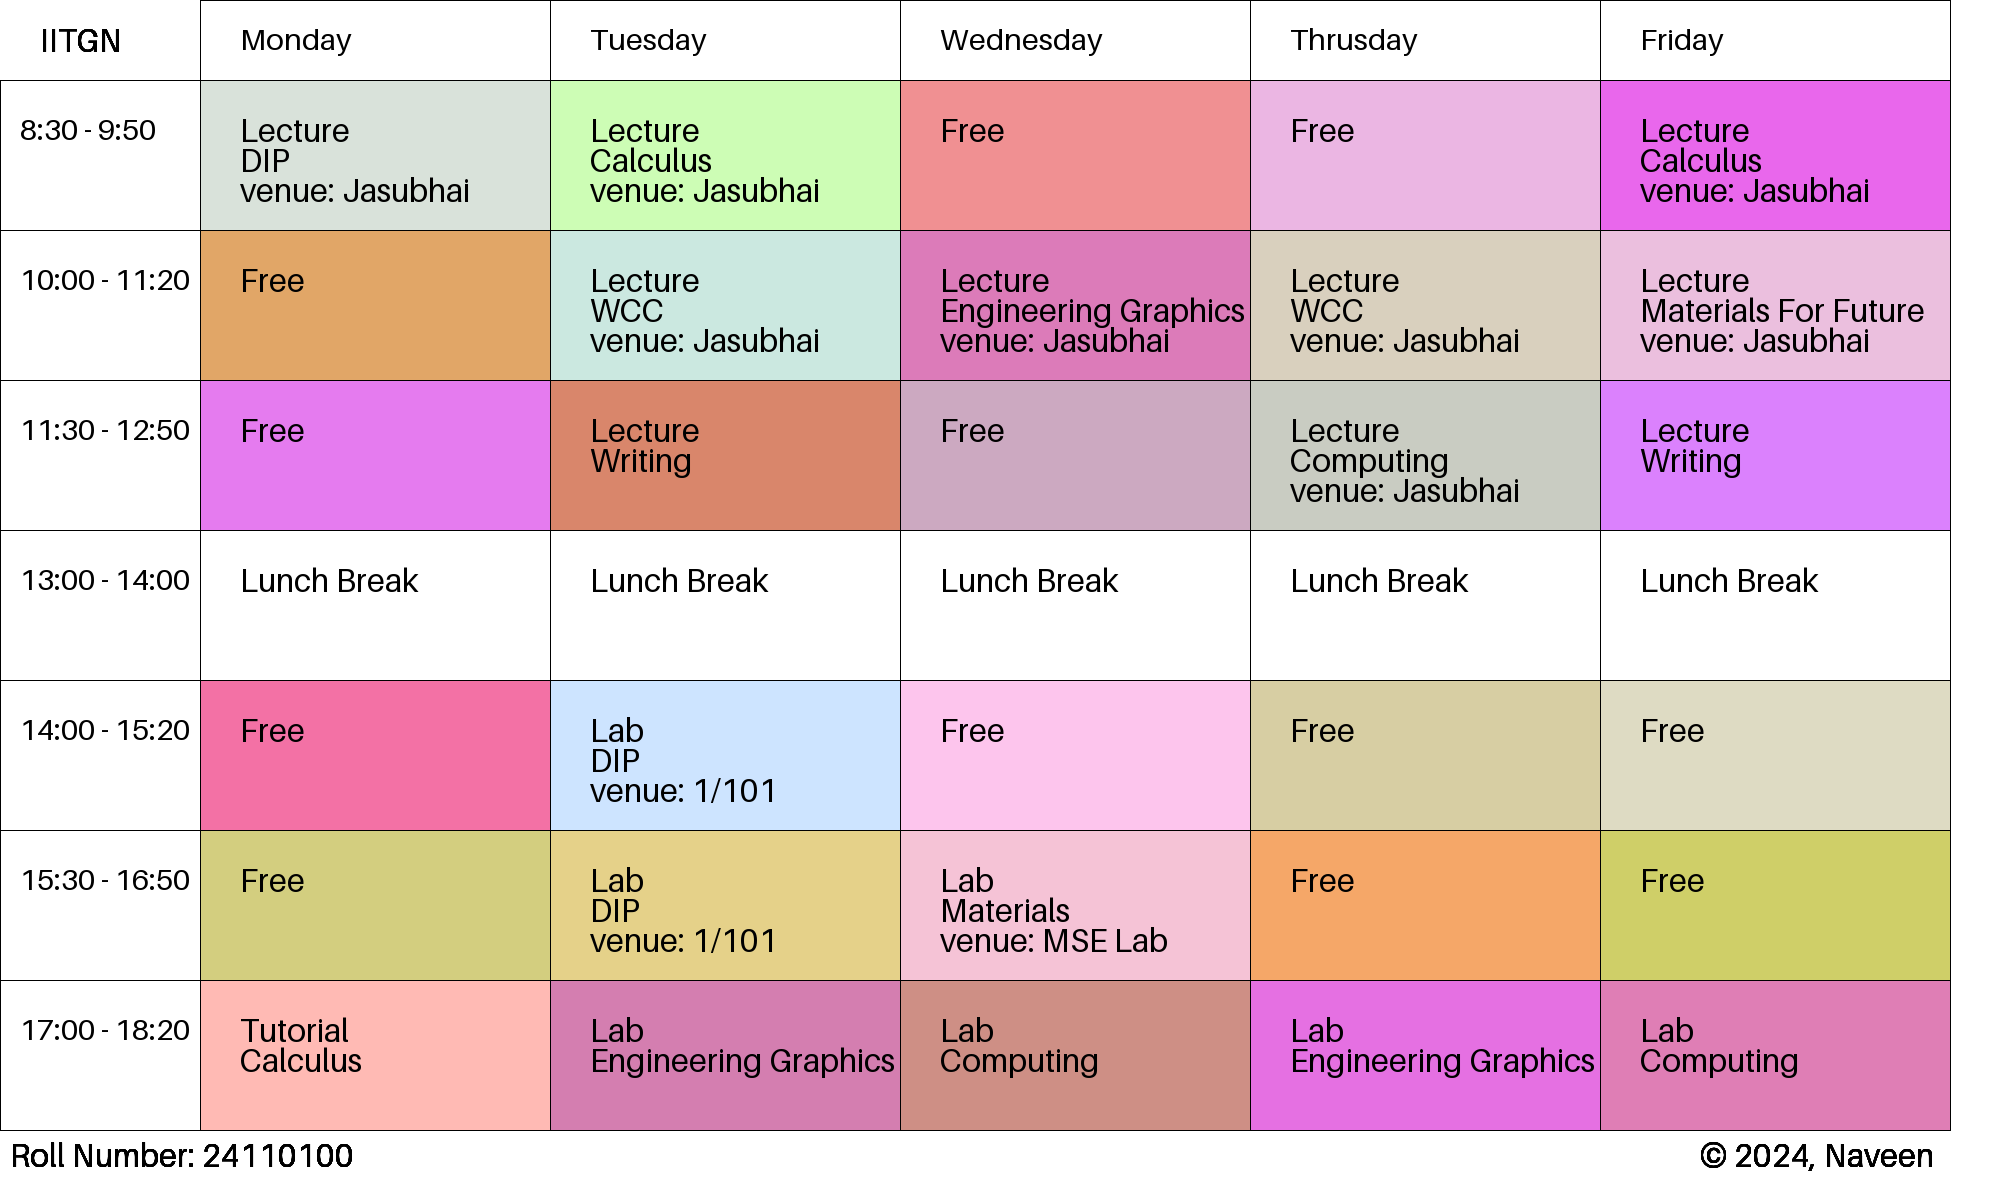 IITGN Monday Tuesday Wednesday Thrusday Friday
8:30 - 9:50
Lecture
DIP
venue: Jasubhai
Lecture
Calculus
venue: Jasubhai
Free
Free
Lecture
Calculus
venue: Jasubhai
10:00 - 11:20
Free
Lecture
WCC
venue: Jasubhai
Lecture
Engineering Graphics
venue: Jasubhai
Lecture
WCC
venue: Jasubhai
Lecture
Materials For Future
venue: Jasubhai
11:30 - 12:50
Free
Lecture
Writing
Free
Lecture
Computing
venue: Jasubhai
Lecture
Writing
13:00 - 14:00
Lunch Break
Lunch Break
Lunch Break
Lunch Break
Lunch Break
14:00 - 15:20
Free
Lab
DIP
venue: 1/101
Free
Free
Free
15:30 - 16:50
Free
Lab
DIP
venue: 1/101
Lab
Materials
venue: MSE Lab
Free
Free
17:00 - 18:20
Tutorial
Calculus
Lab
Engineering Graphics
Lab
Computing
Lab
Engineering Graphics
Lab
Computing
Roll Number: 24110100
© 2024, Naveen